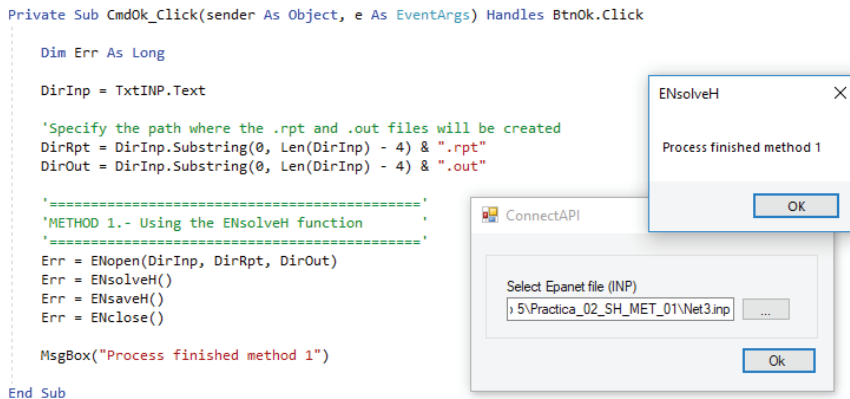 Private Sub CmdOk_Click(sender As Object, e As EventArgs) Handles BtnOk.Click
Dim Err As Long
DirInp = TxtINP.Text
'Specify the path where the .rpt and .out files will be created
DirRpt = DirInp.Substring(0, Len(DirInp) - 4) & ".rpt"
DirOut = DirInp.Substring(0, Len(DirInp) - 4) & ".out"
'=============================================='
'METHOD 1.- Using the ENsolveH function '
'=============================================='
Err = ENopen(DirInp, DirRpt, DirOut)
Err = ENsolveH()
Err = ENsaveH()
Err = ENclose()
MsgBox("Process finished method 1")
End Sub
ENsolveH
Process finished method 1
OK
ConnectAPI
Select Epanet file (INP)
5\Practica_02_SH_MET_01\Net3.inp ...
Ok